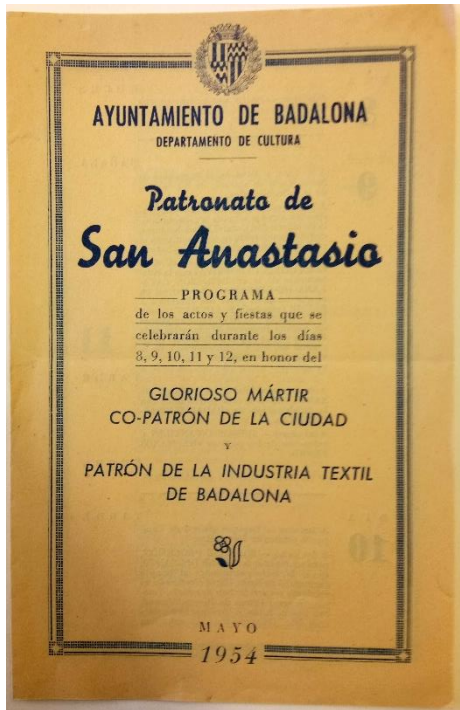 AYUNTAMIENTO DE BADALONA
DEPARTAMENTO DE CULTURA
Patronato de
San Anastasio
PROGRAMA
de los actos y fiestas que se
celebrarán durante los días
8, 9, 10, 11 y 12, en honor del
GLORIOSO MÁRTIR
CO-PATRÓN DE LA CIUDAD
Y
PATRÓN DE LA INDUSTRIA TEXTIL
DE BADALONA
MAYO
1954